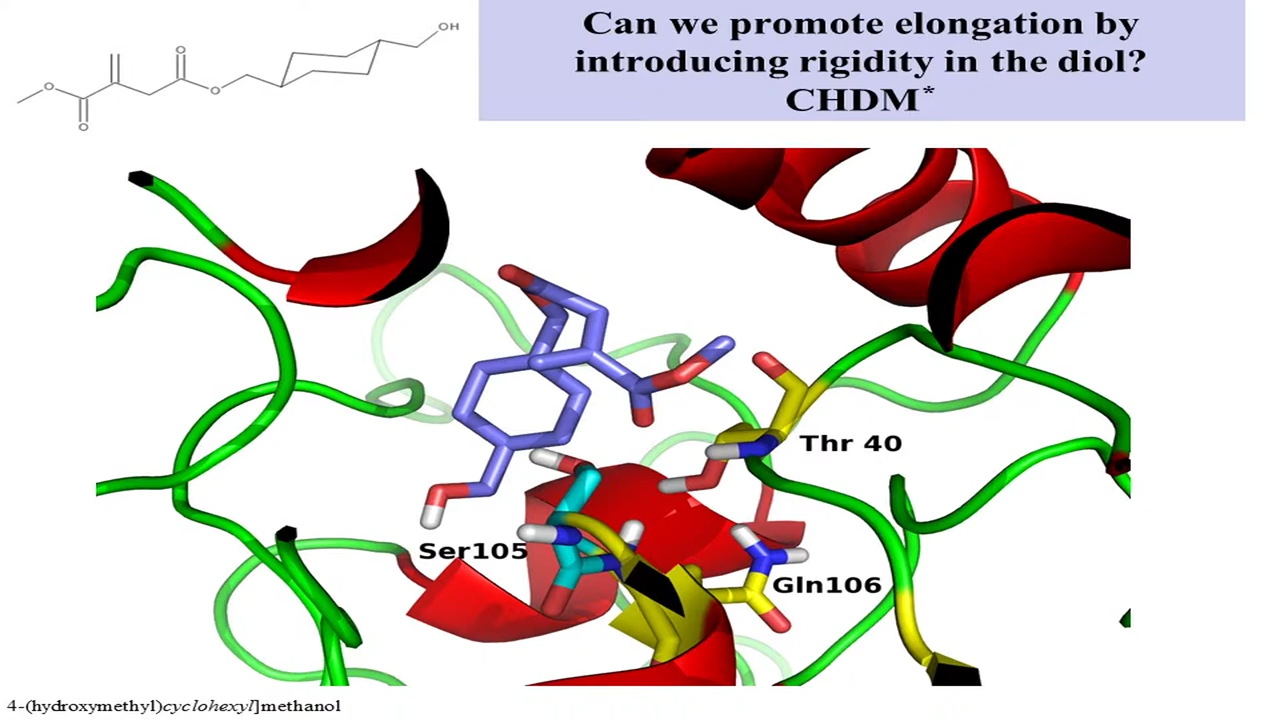 OH
O
O
O
O
Can we promote elongation by
introducing rigidity in the diol?
CHDM*
Thr 40
Ser105
Gln106
4-(hydroxymethyl)cyclohexyl]methanol